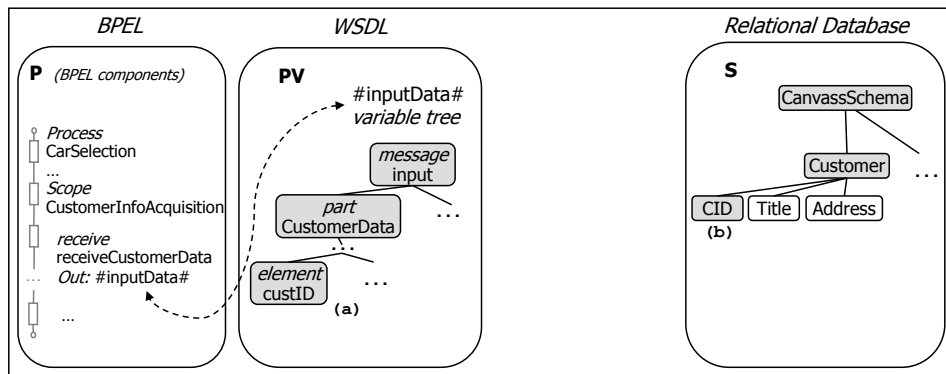 BPEL
WSDL
Relational Database
P (BPEL components)
Process
CarSelection
...
Scope
CustomerInfoAcquisition
receive
receiveCustomerData
... Out: #inputData#
...
PV
#inputData#
variable tree
message
input
part
CustomerData
...
...
element
custID
...
(a)
S
CanvassSchema
Customer
...
CID
Title
Address
(b)